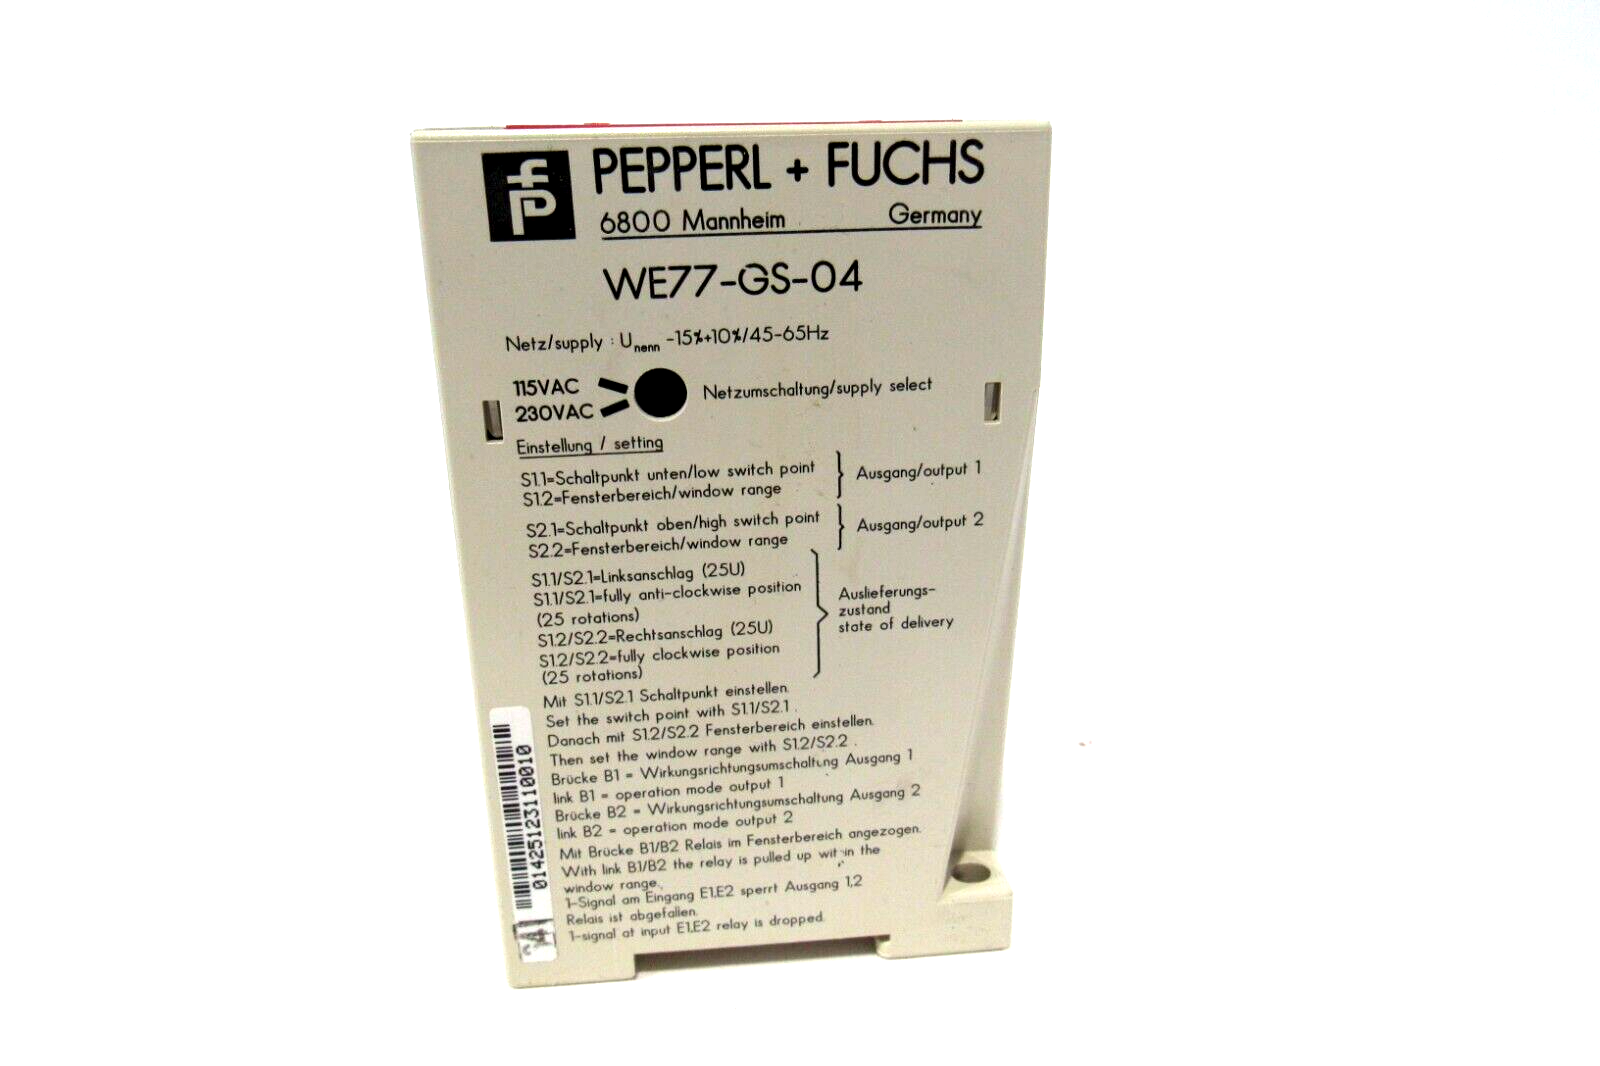 PEPPERL + FUCHS
6800 Mannheim Germany
WE77-GS-04
Netz/supply : Unenn -15%+10%/45-65Hz
115VAC
230VAC
Netzumschaltung/supply select
Einstellung / setting
S1.1=Schaltpunkt unten/low switch point
S1.2=Fensterbereich/window range
Ausgang/output 1
S2.1=Schaltpunkt oben/high switch point
S2.2=Fensterbereich/window range
Ausgang/output 2
S1.1/S2.1=Linksanschlag (25U)
S1.1/S2.1=fully anti-clockwise position
(25 rotations)
S1.2/S2.2=Rechtsanschlag (25U)
S1.2/S2.2=fully clockwise position
(25 rotations)
Auslieferungs-
zustand
state of delivery
Mit S1.1/S2.1 Schaltpunkt einstellen.
Set the switch point with S1.1/S2.1 .
Danach mit S1.2/S2.2 Fensterbereich einstellen.
Then set the window range with S1.2/S2.2 .
Brücke B1 = Wirkungsrichtungsumschaltung Ausgang 1
link B1 = operation mode output 1
Brücke B2 = Wirkungsrichtungsumschaltung Ausgang 2
link B2 = operation mode output 2
Mit Brücke B1/B2 Relais im Fensterbereich angezogen.
With link B1/B2 the relay is pulled up within the
window range.
1-Signal am Eingang E1,E2 sperrt Ausgang 1,2
Relais ist abgefallen.
1-signal at input E1,E2 relay is dropped.
0142512311001​0